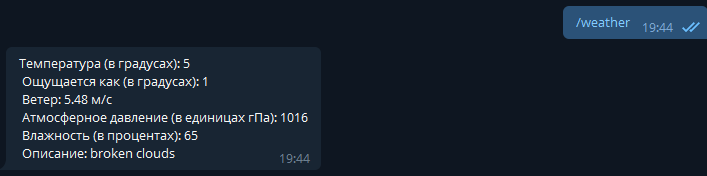 /weather 19:44
Температура (в градусах): 5
Ощущается как (в градусах): 1
Ветер: 5.48 м/с
Атмосферное давление (в единицах гПа): 1016
Влажность (в процентах): 65
Описание: broken clouds
19:44